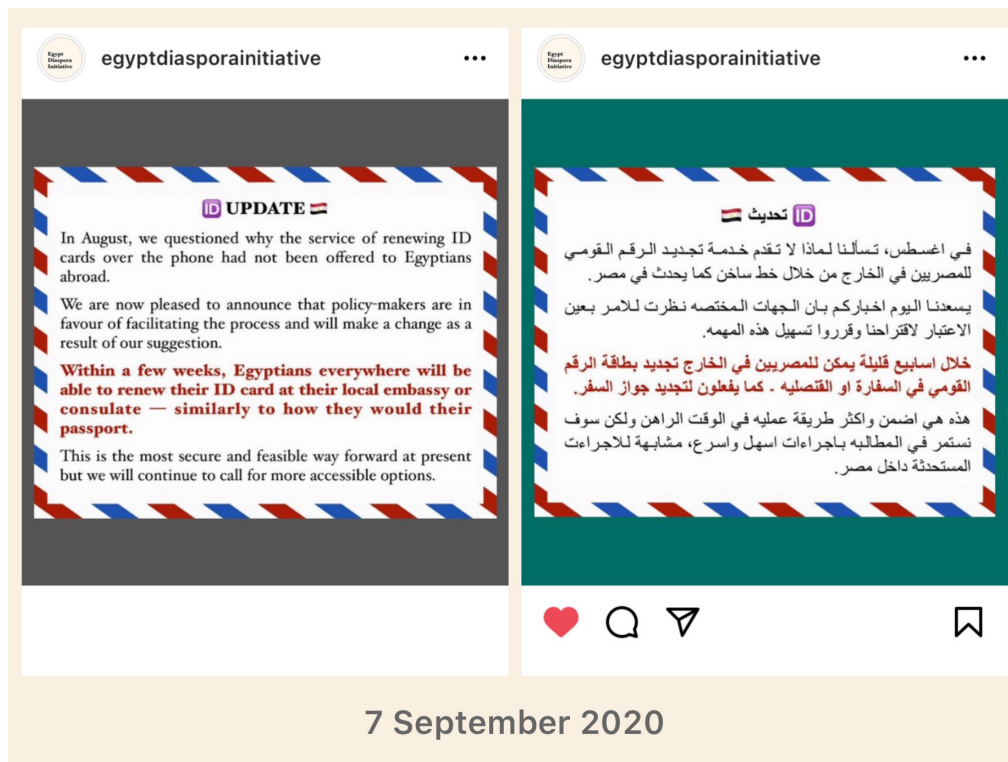 Egypt
Diaspora
Initiative
egyptdiasporainitiative
🆔 UPDATE 🇪🇬
In August, we questioned why the service of renewing ID
cards over the phone had not been offered to Egyptians
abroad.
We are now pleased to announce that policy-makers are in
favour of facilitating the process and will make a change as a
result of our suggestion.
Within a few weeks, Egyptians everywhere will be
able to renew their ID card at their local embassy or
consulate — similarly to how they would their
passport.
This is the most secure and feasible way forward at present
but we will continue to call for more accessible options.
Egypt
Diaspora
Initiative
egyptdiasporainitiative
🆔 تحديث 🇪🇬
في اغسطس، تسألنا لماذا لا تقدم خدمة تجديد الرقم القومي
للمصريين في الخارج من خلال خط ساخن كما يحدث في مصر.
يسعدنا اليوم اخباركم بان الجهات المختصه نظرت للامر بعين
الاعتبار لاقتراحنا وقرروا تسهيل هذه المهمه.
خلال اسابيع قليلة يمكن للمصريين في الخارج تجديد بطاقة الرقم
القومي في السفارة او القنصليه - كما يفعلون لتجديد جواز السفر.
هذه هي اضمن واكثر طريقة عمليه في الوقت الراهن ولكن سوف
نستمر في المطالبه باجراءات اسهل واسرع، مشابهة للاجراءت
المستحدثة داخل مصر.
7 September 2020